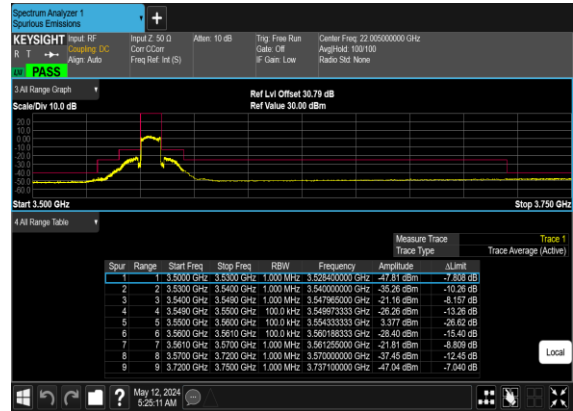 Spectrum Analyzer 1
Spurious Emissions
KEYSIGHT Input: RF Input Z: 50 Ω Atten: 10 dB Trig: Free Run Center Freq: 22.005000000 GHz
R T Coupling: DC Corr CCorr Gate: Off Avg|Hold: 100/100
Align: Auto Freq Ref: Int (S) IF Gain: Low Radio Std: None
PASS
3 All Range Graph
Ref Lvl Offset 30.79 dB
Scale/Div 10.0 dB Ref Value 30.00 dBm
20.0
10.0
0.00
-10.0
-20.0
-30.0
-40.0
-50.0
-60.0
Start 3.500 GHz Stop 3.750 GHz
4 All Range Table
Measure Trace Trace 1
Trace Type Trace Average (Active)
Spur Range Start Freq Stop Freq RBW Frequency Amplitude ΔLimit
1 1 3.5000 GHz 3.5300 GHz 1.000 MHz 3.528400000 GHz -47.81 dBm -7.808 dB
2 2 3.5300 GHz 3.5400 GHz 1.000 MHz 3.540000000 GHz -35.26 dBm -10.26 dB
3 3 3.5400 GHz 3.5490 GHz 1.000 MHz 3.547965000 GHz -21.16 dBm -8.157 dB
4 4 3.5490 GHz 3.5500 GHz 100.0 kHz 3.549973333 GHz -26.26 dBm -13.26 dB
5 5 3.5500 GHz 3.5600 GHz 100.0 kHz 3.554333333 GHz 3.377 dBm -26.62 dB
6 6 3.5600 GHz 3.5610 GHz 100.0 kHz 3.560188333 GHz -28.40 dBm -15.40 dB
7 7 3.5610 GHz 3.5700 GHz 1.000 MHz 3.561255000 GHz -21.81 dBm -8.809 dB
8 8 3.5700 GHz 3.7200 GHz 1.000 MHz 3.570000000 GHz -37.45 dBm -12.45 dB
9 9 3.7200 GHz 3.7500 GHz 1.000 MHz 3.737100000 GHz -47.04 dBm -7.040 dB
Local
May 12, 2024
5:25:11 AM